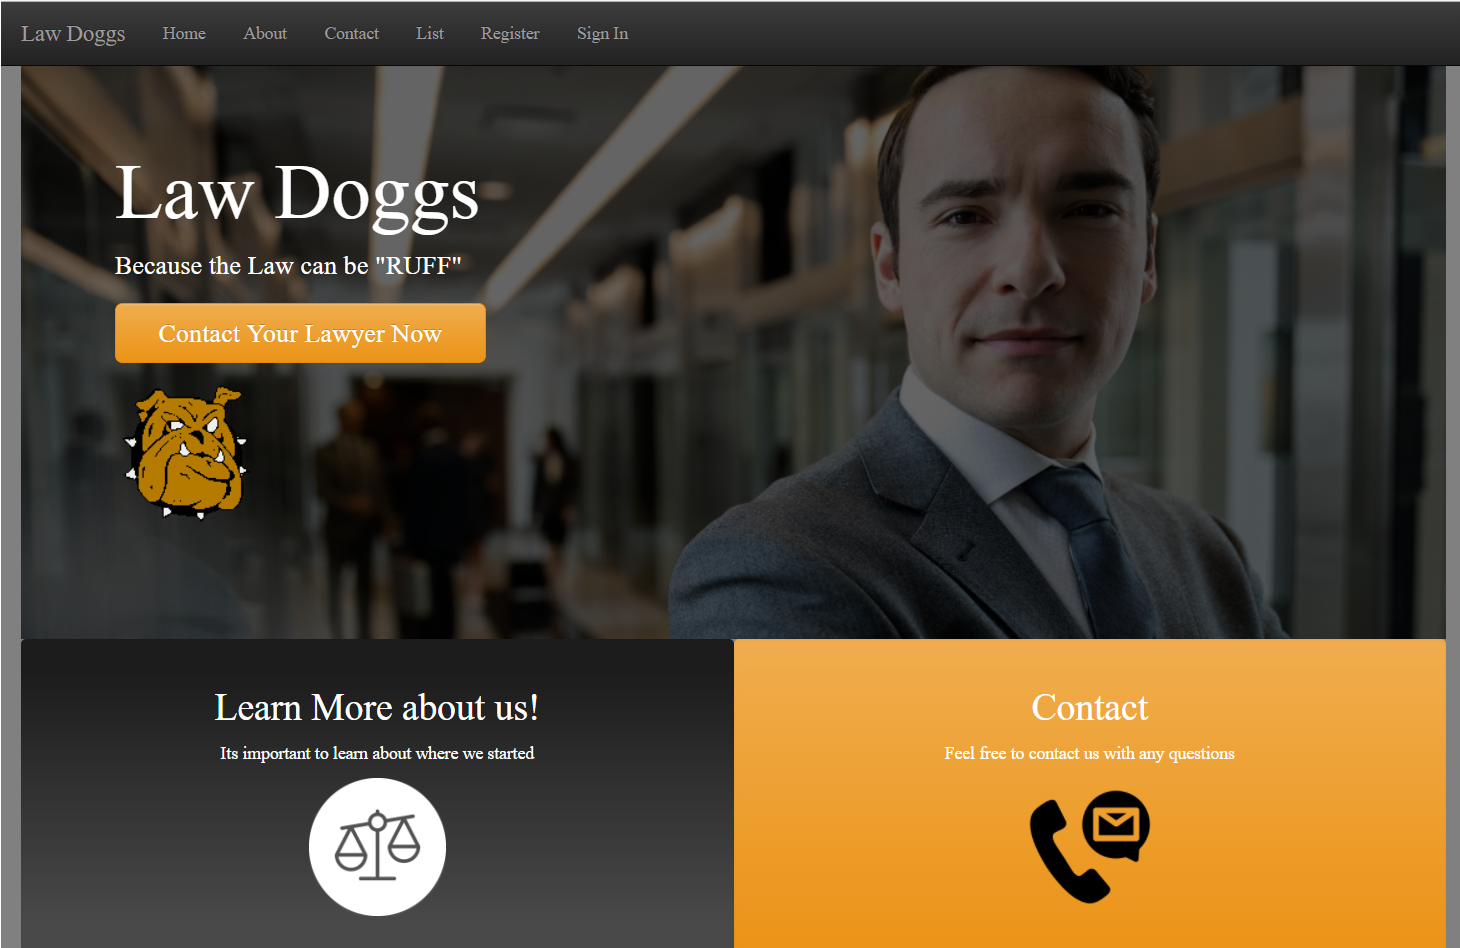 Law Doggs Home About Contact List Register Sign In
Law Doggs
Because the Law can be "RUFF"
Contact Your Lawyer Now
Learn More about us!
Its important to learn about where we started
Contact
Feel free to contact us with any questions